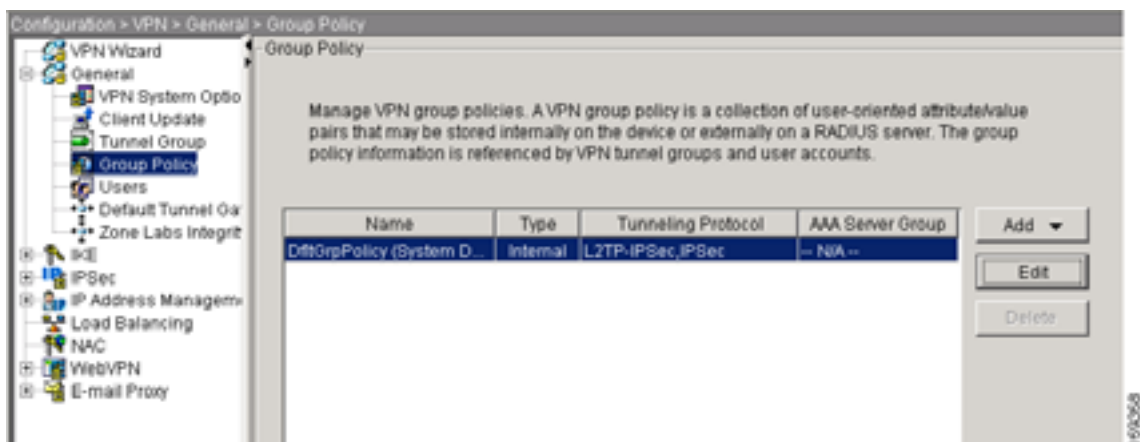 Configuration > VPN > General > Group Policy
VPN Wizard
General
VPN System Optio
Client Update
Tunnel Group
Group Policy
Users
Default Tunnel Ga
Zone Labs Integrit
IKE
IPSec
IP Address Managem
Load Balancing
NAC
WebVPN
E-mail Proxy
Group Policy
Manage VPN group policies. A VPN group policy is a collection of user-oriented attribute/value
pairs that may be stored internally on the device or externally on a RADIUS server. The group
policy information is referenced by VPN tunnel groups and user accounts.
Name Type Tunneling Protocol AAA Server Group
DfltGrpPolicy (System D... Internal L2TP-IPSec,IPSec -- N/A --
Add
Edit
Delete